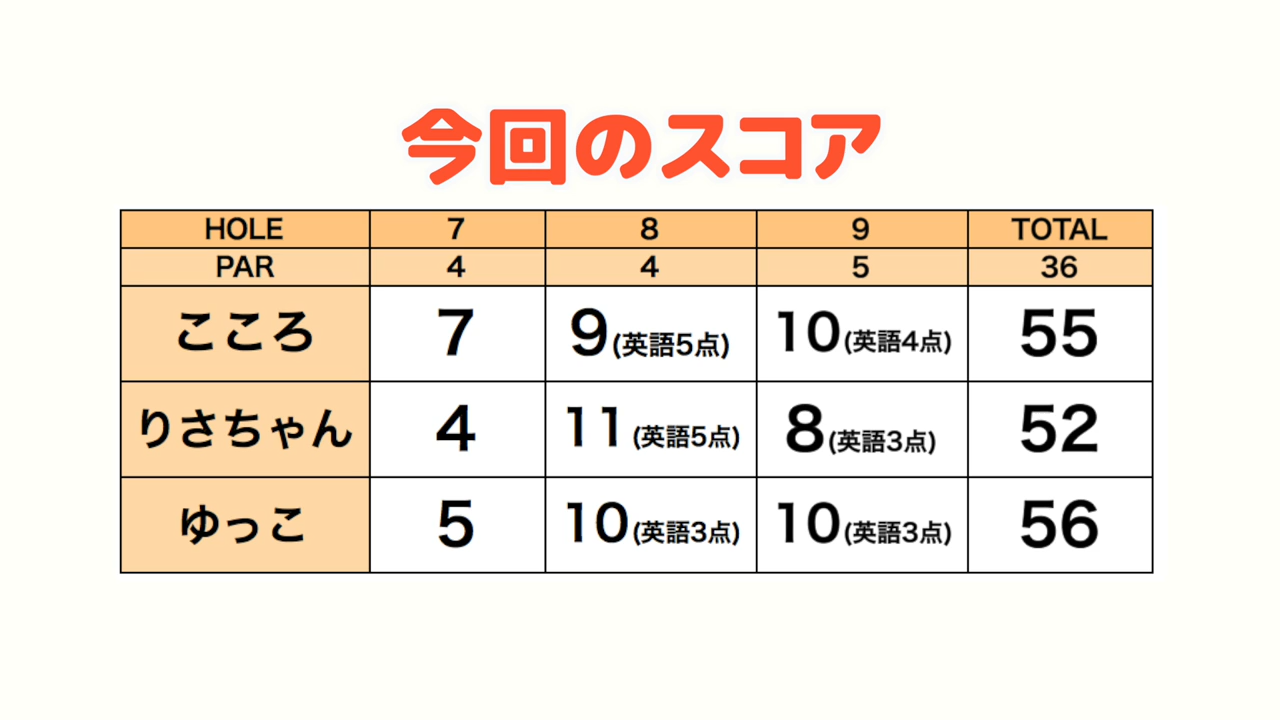 今回のスコア
HOLE 7 8 9 TOTAL
PAR 4 4 5 36
こころ 7 9(英語5点) 10(英語4点) 55
りさちゃん 4 11(英語5点) 8(英語3点) 52
ゆっこ 5 10(英語3点) 10(英語3点) 56